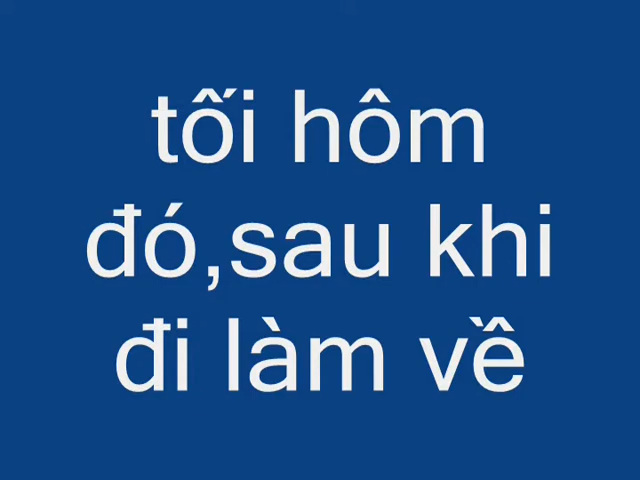 tối hôm
đó,sau khi
đi làm về